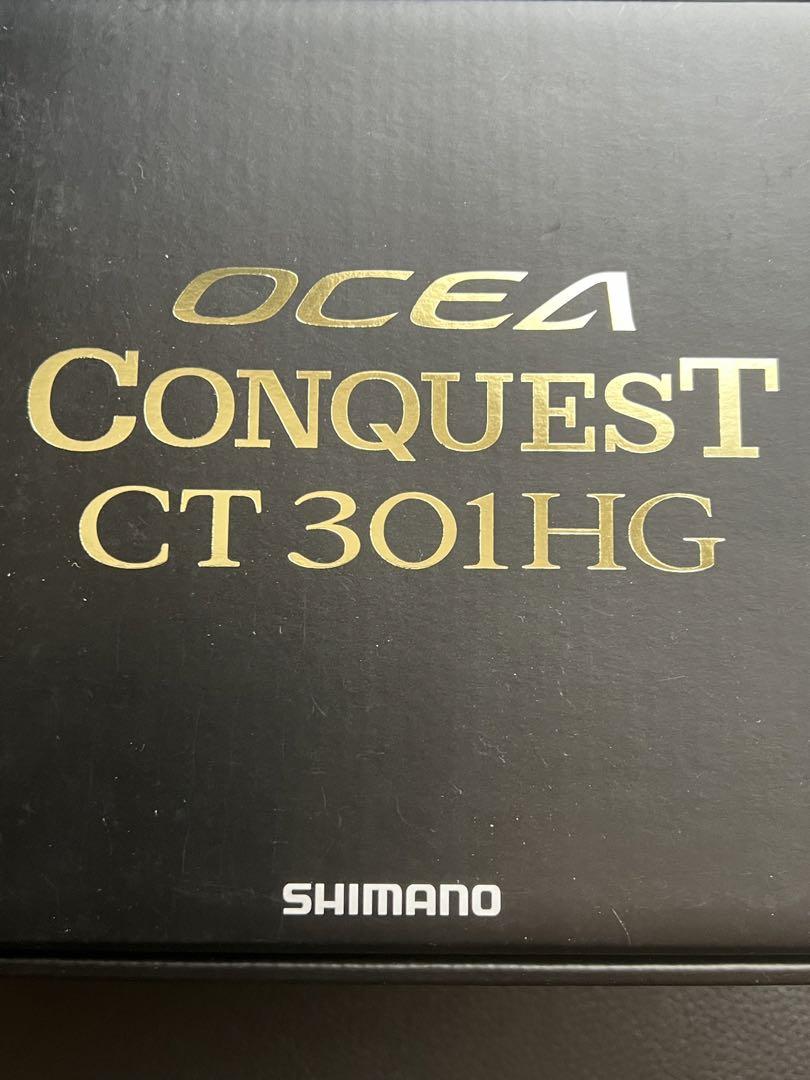 OCEA
CONQUEST
CT 301HG
SHIMANO